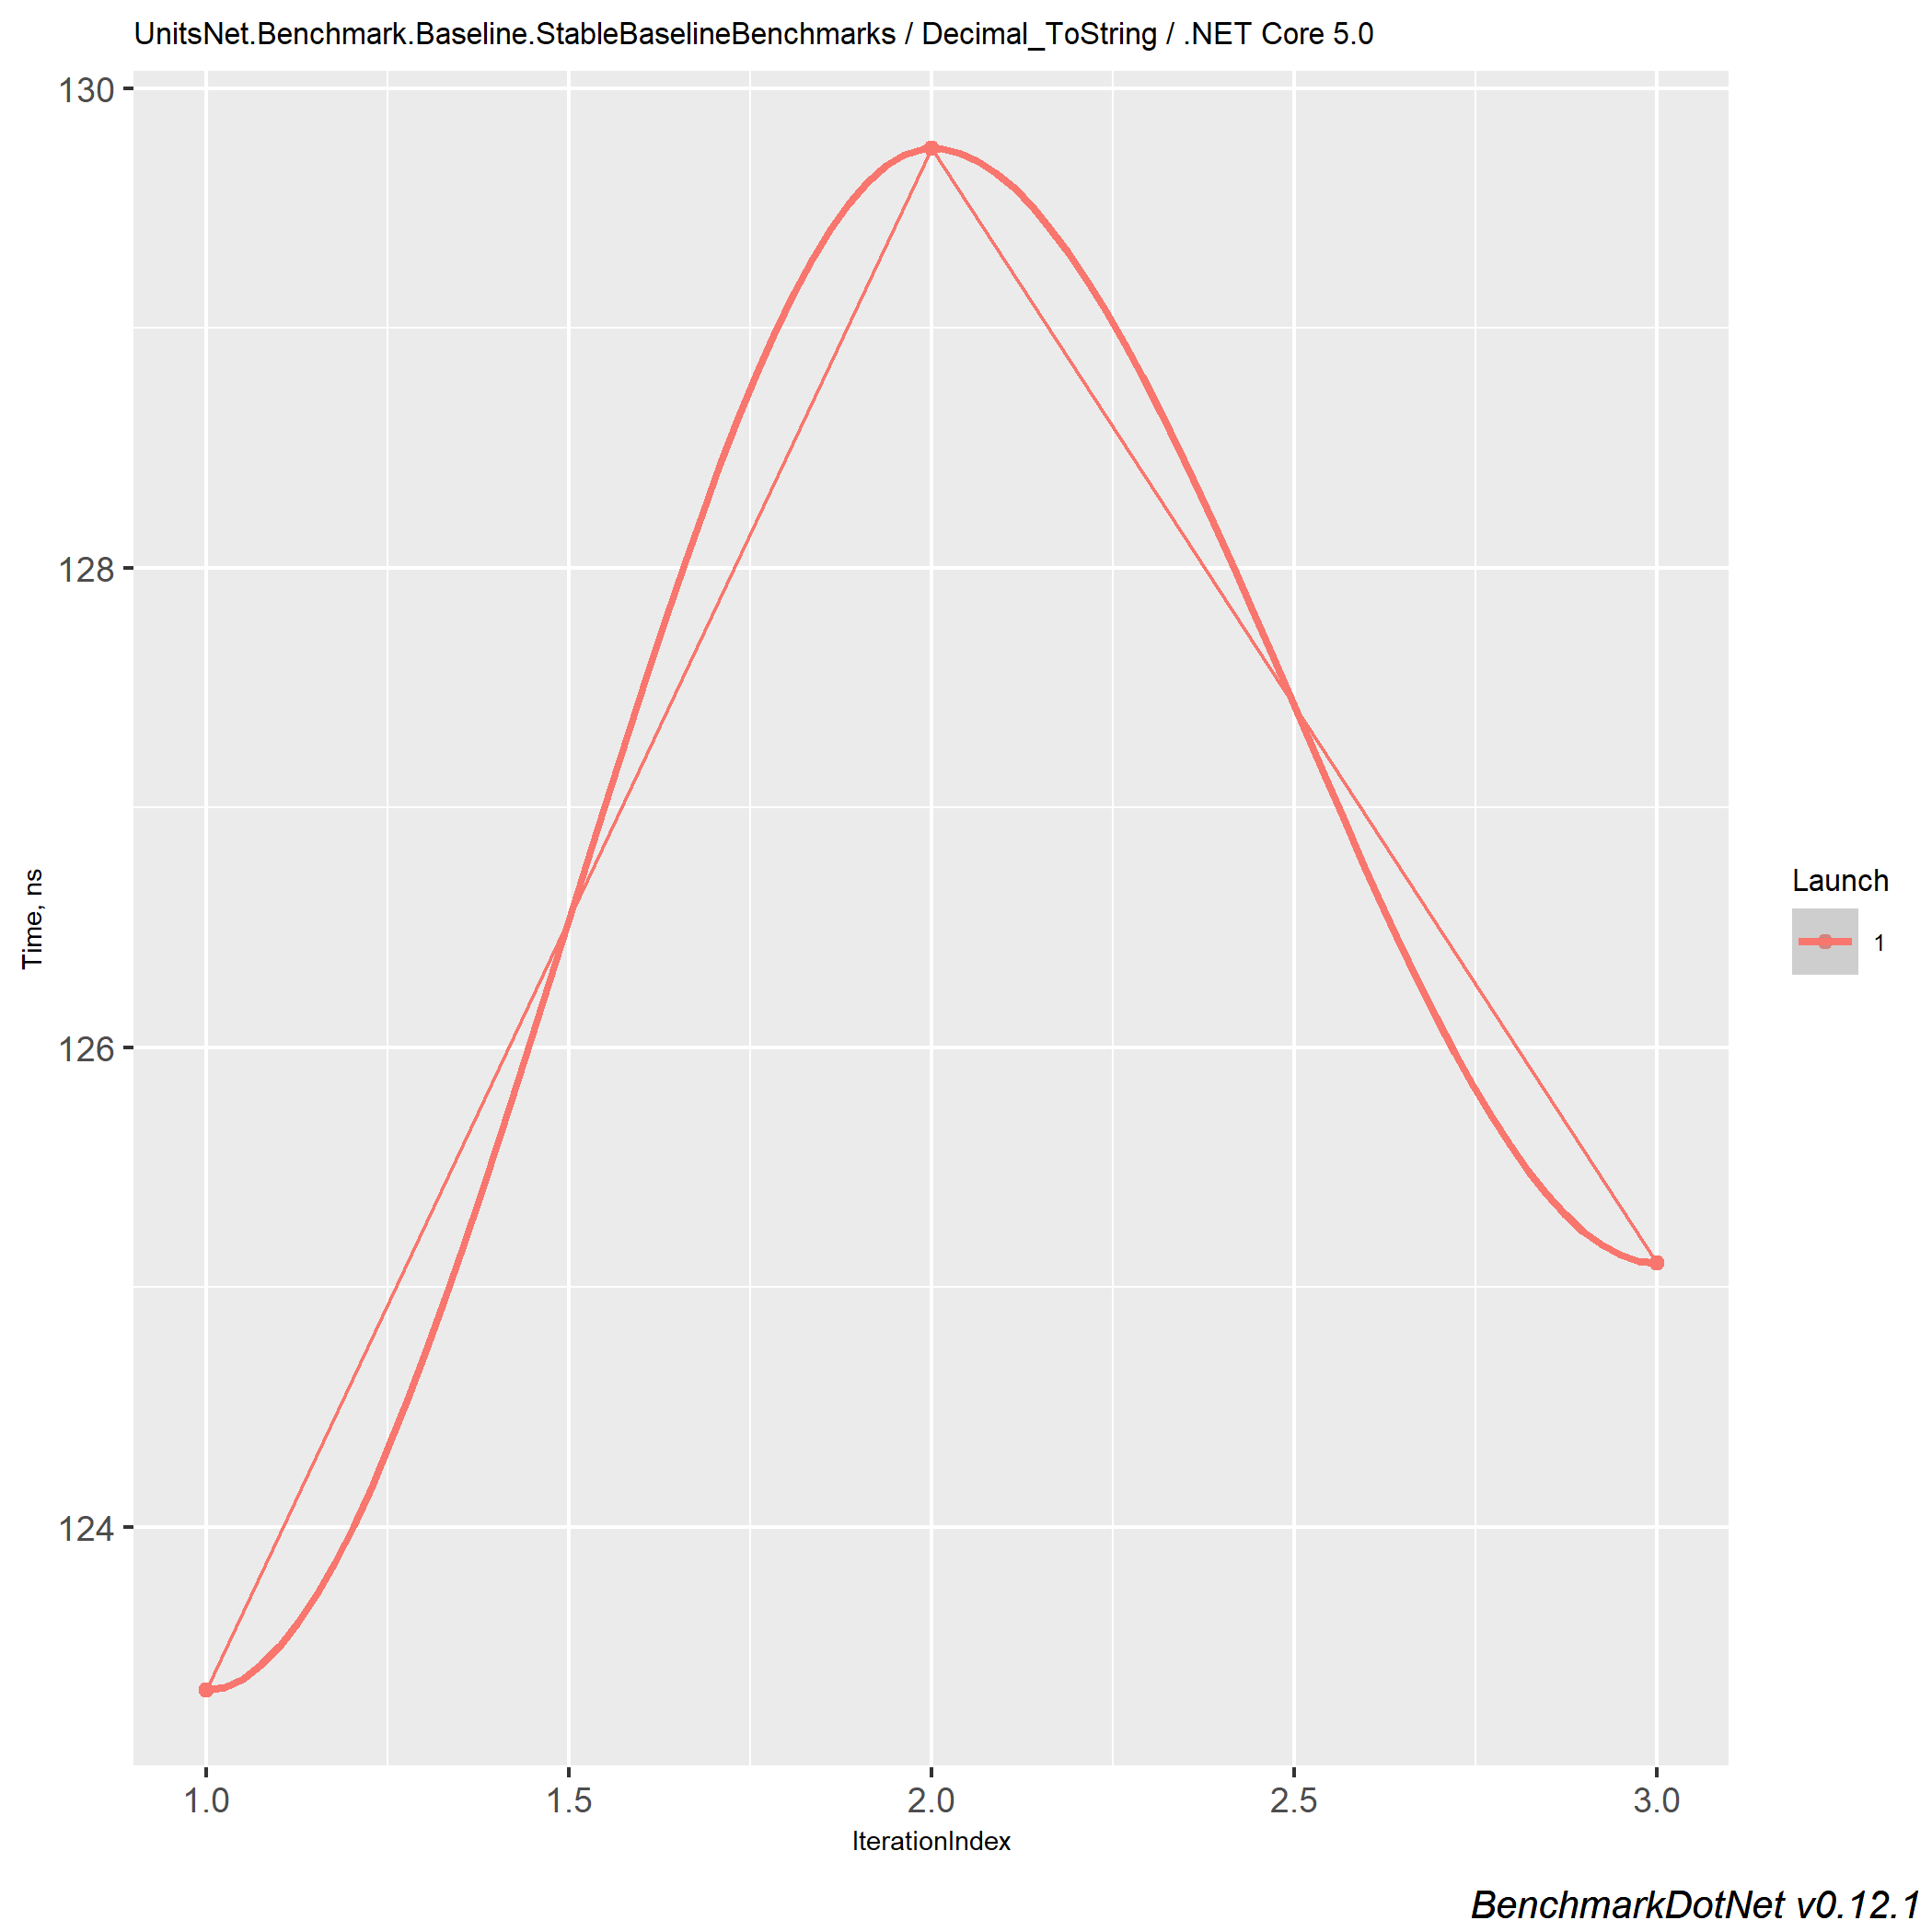 UnitsNet.Benchmark.Baseline.StableBaselineBenchmarks / Decimal_ToString / .NET Core 5.0
130
128
126
124
Time, ns
1.0 1.5 2.0 2.5 3.0
IterationIndex
Launch
1
BenchmarkDotNet v0.12.1